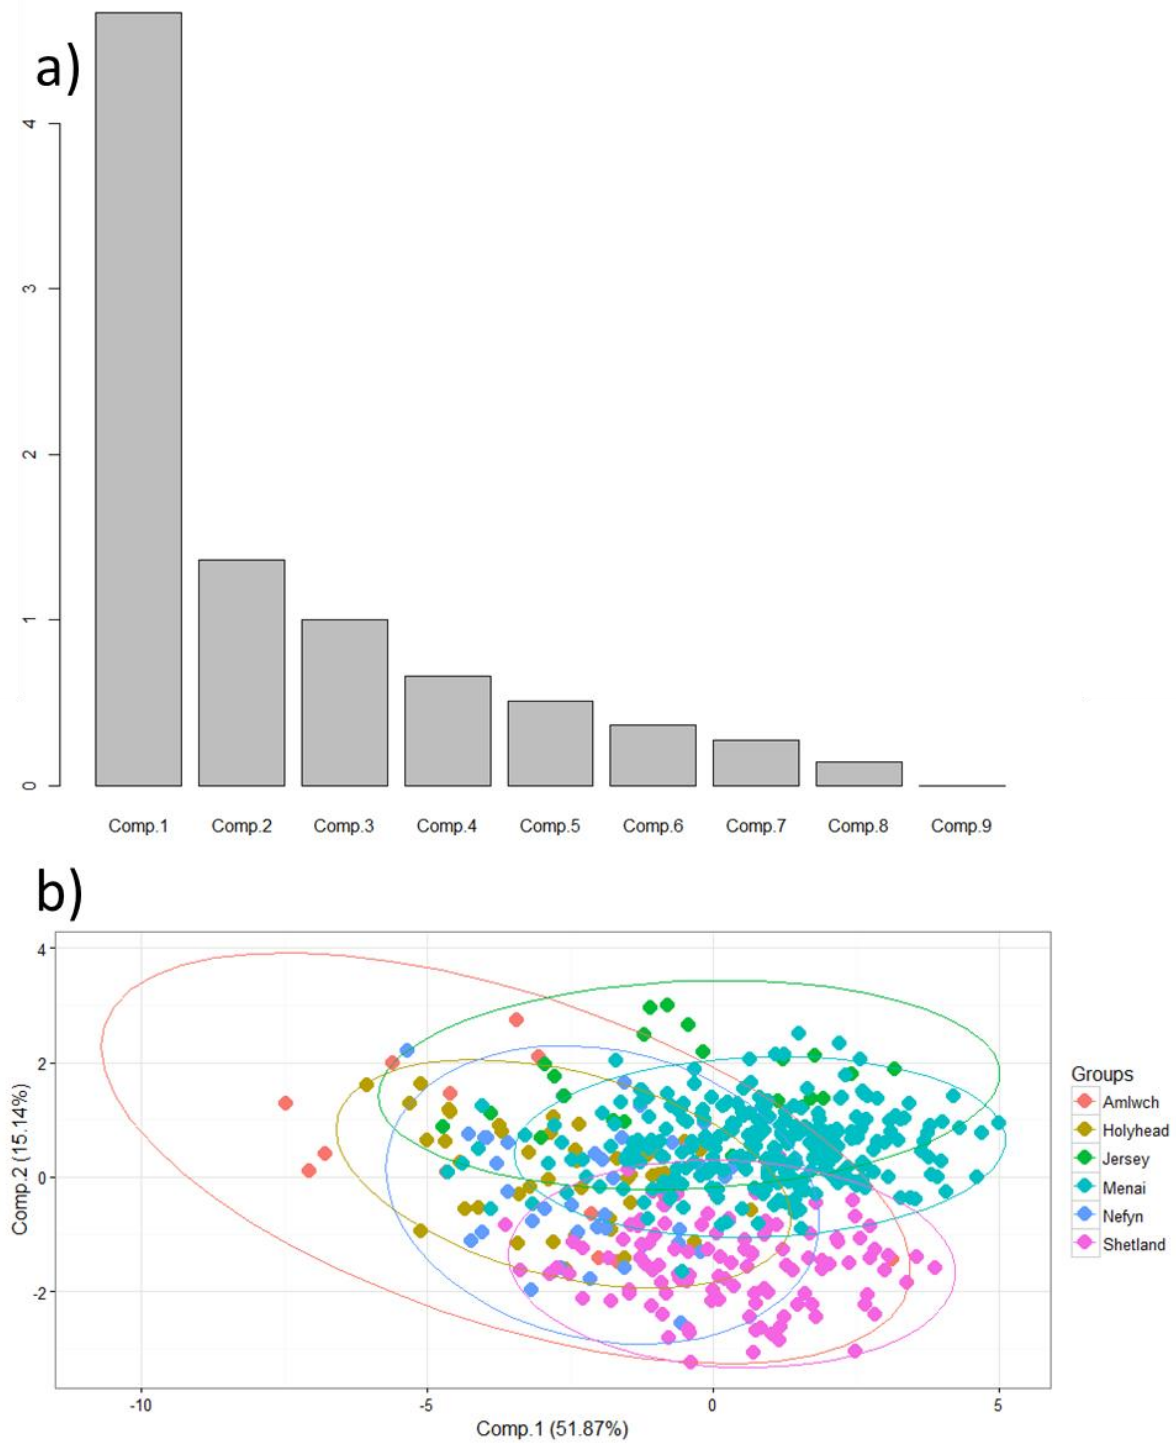 a)
4
3
2
1
0
Comp.1 Comp.2 Comp.3 Comp.4 Comp.5 Comp.6 Comp.7 Comp.8 Comp.9
b)
4
2
0
-2
Comp.2 (15.14%)
-10 -5 0 5
Comp.1 (51.87%)
Groups
Amlwch
Holyhead
Jersey
Menai
Nefyn
Shetland